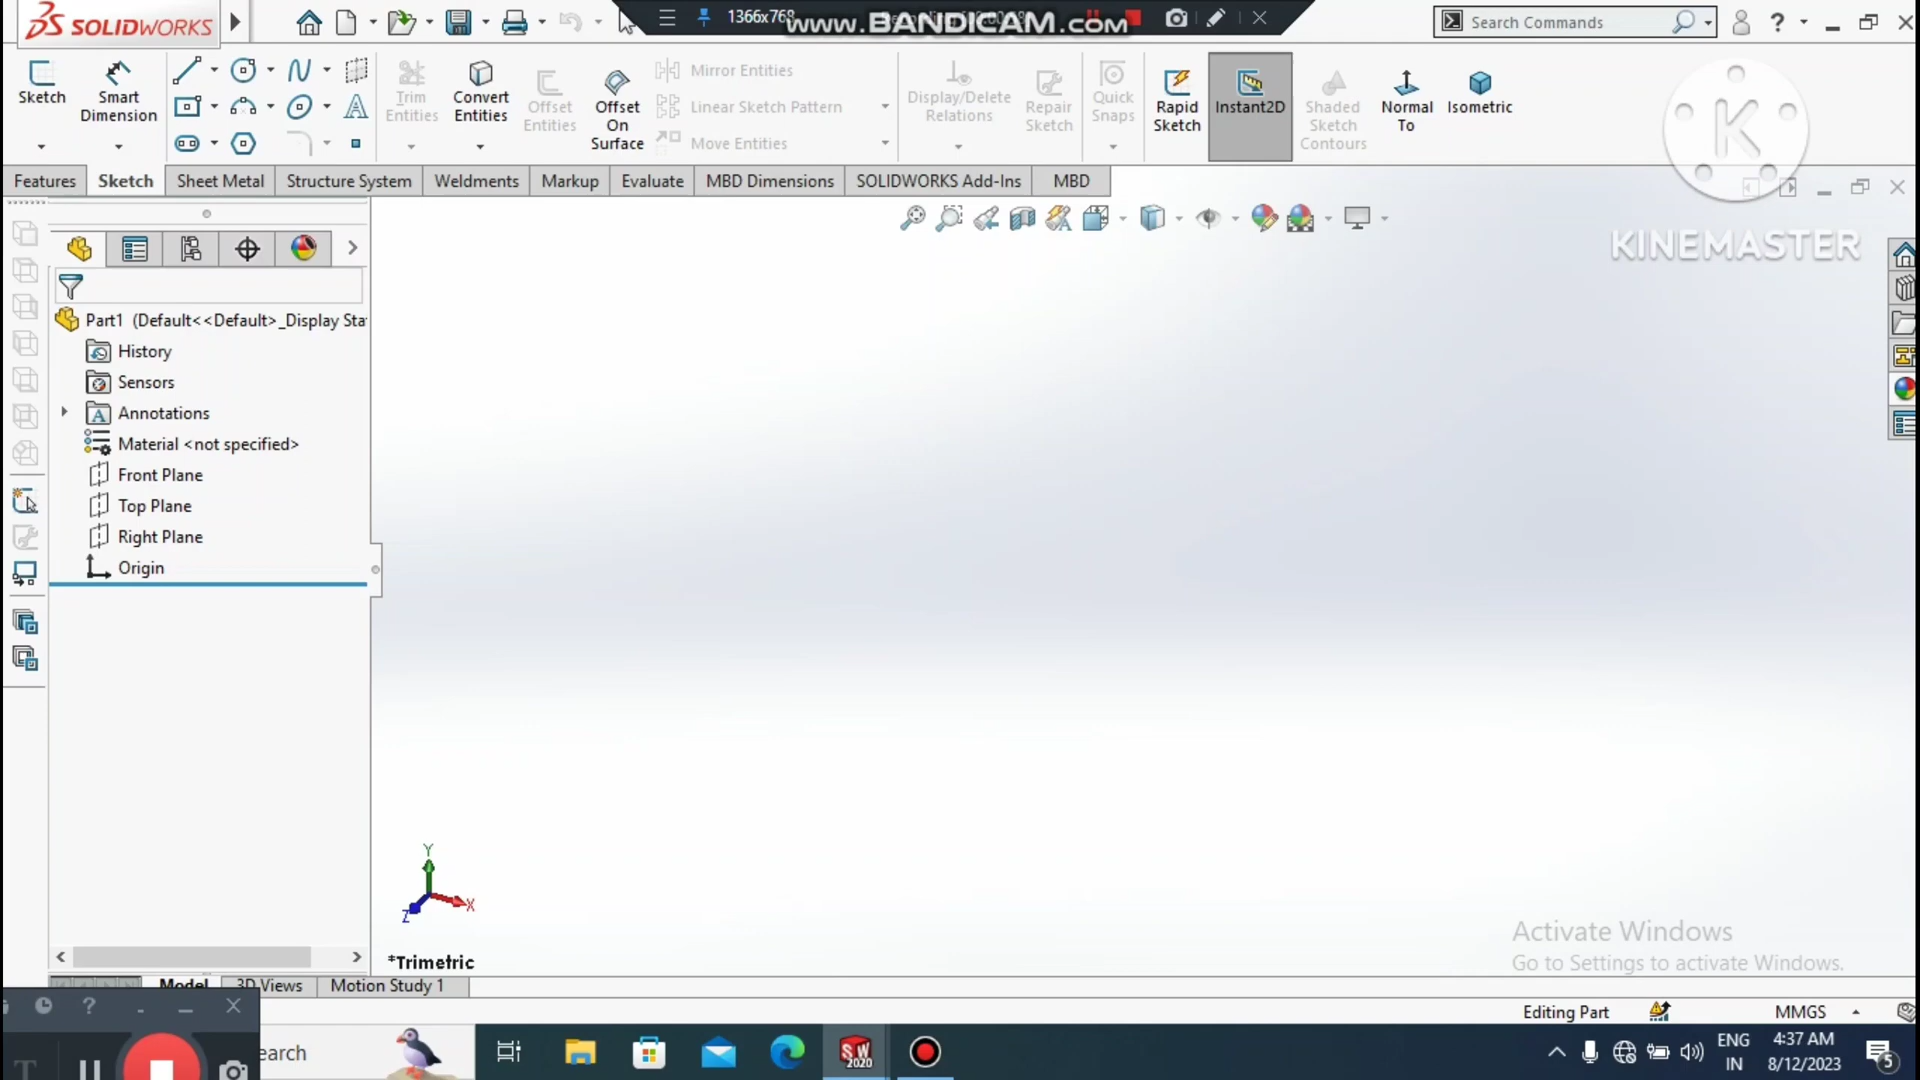 SOLIDWORKS
1366x768
www.BANDICAM.com
Search Commands
Sketch
Smart Dimension
Trim Entities
Convert Entities
Offset Entities
Offset On Surface
Mirror Entities
Linear Sketch Pattern
Move Entities
Display/Delete Relations
Repair Sketch
Quick Snaps
Rapid Sketch
Instant2D
Shaded Sketch Contours
Normal To
Isometric
K
KINEMASTER
Features
Sketch
Sheet Metal
Structure System
Weldments
Markup
Evaluate
MBD Dimensions
SOLIDWORKS Add-Ins
MBD
Part1 (Default<<Default>_Display Sta
History
Sensors
Annotations
Material <not specified>
Front Plane
Top Plane
Right Plane
Origin
Y
X
Z
*Trimetric
Activate Windows
Go to Settings to activate Windows.
Model
3D Views
Motion Study 1
Editing Part
MMGS
earch
SW
2020
ENG
IN
4:37 AM
8/12/2023
5